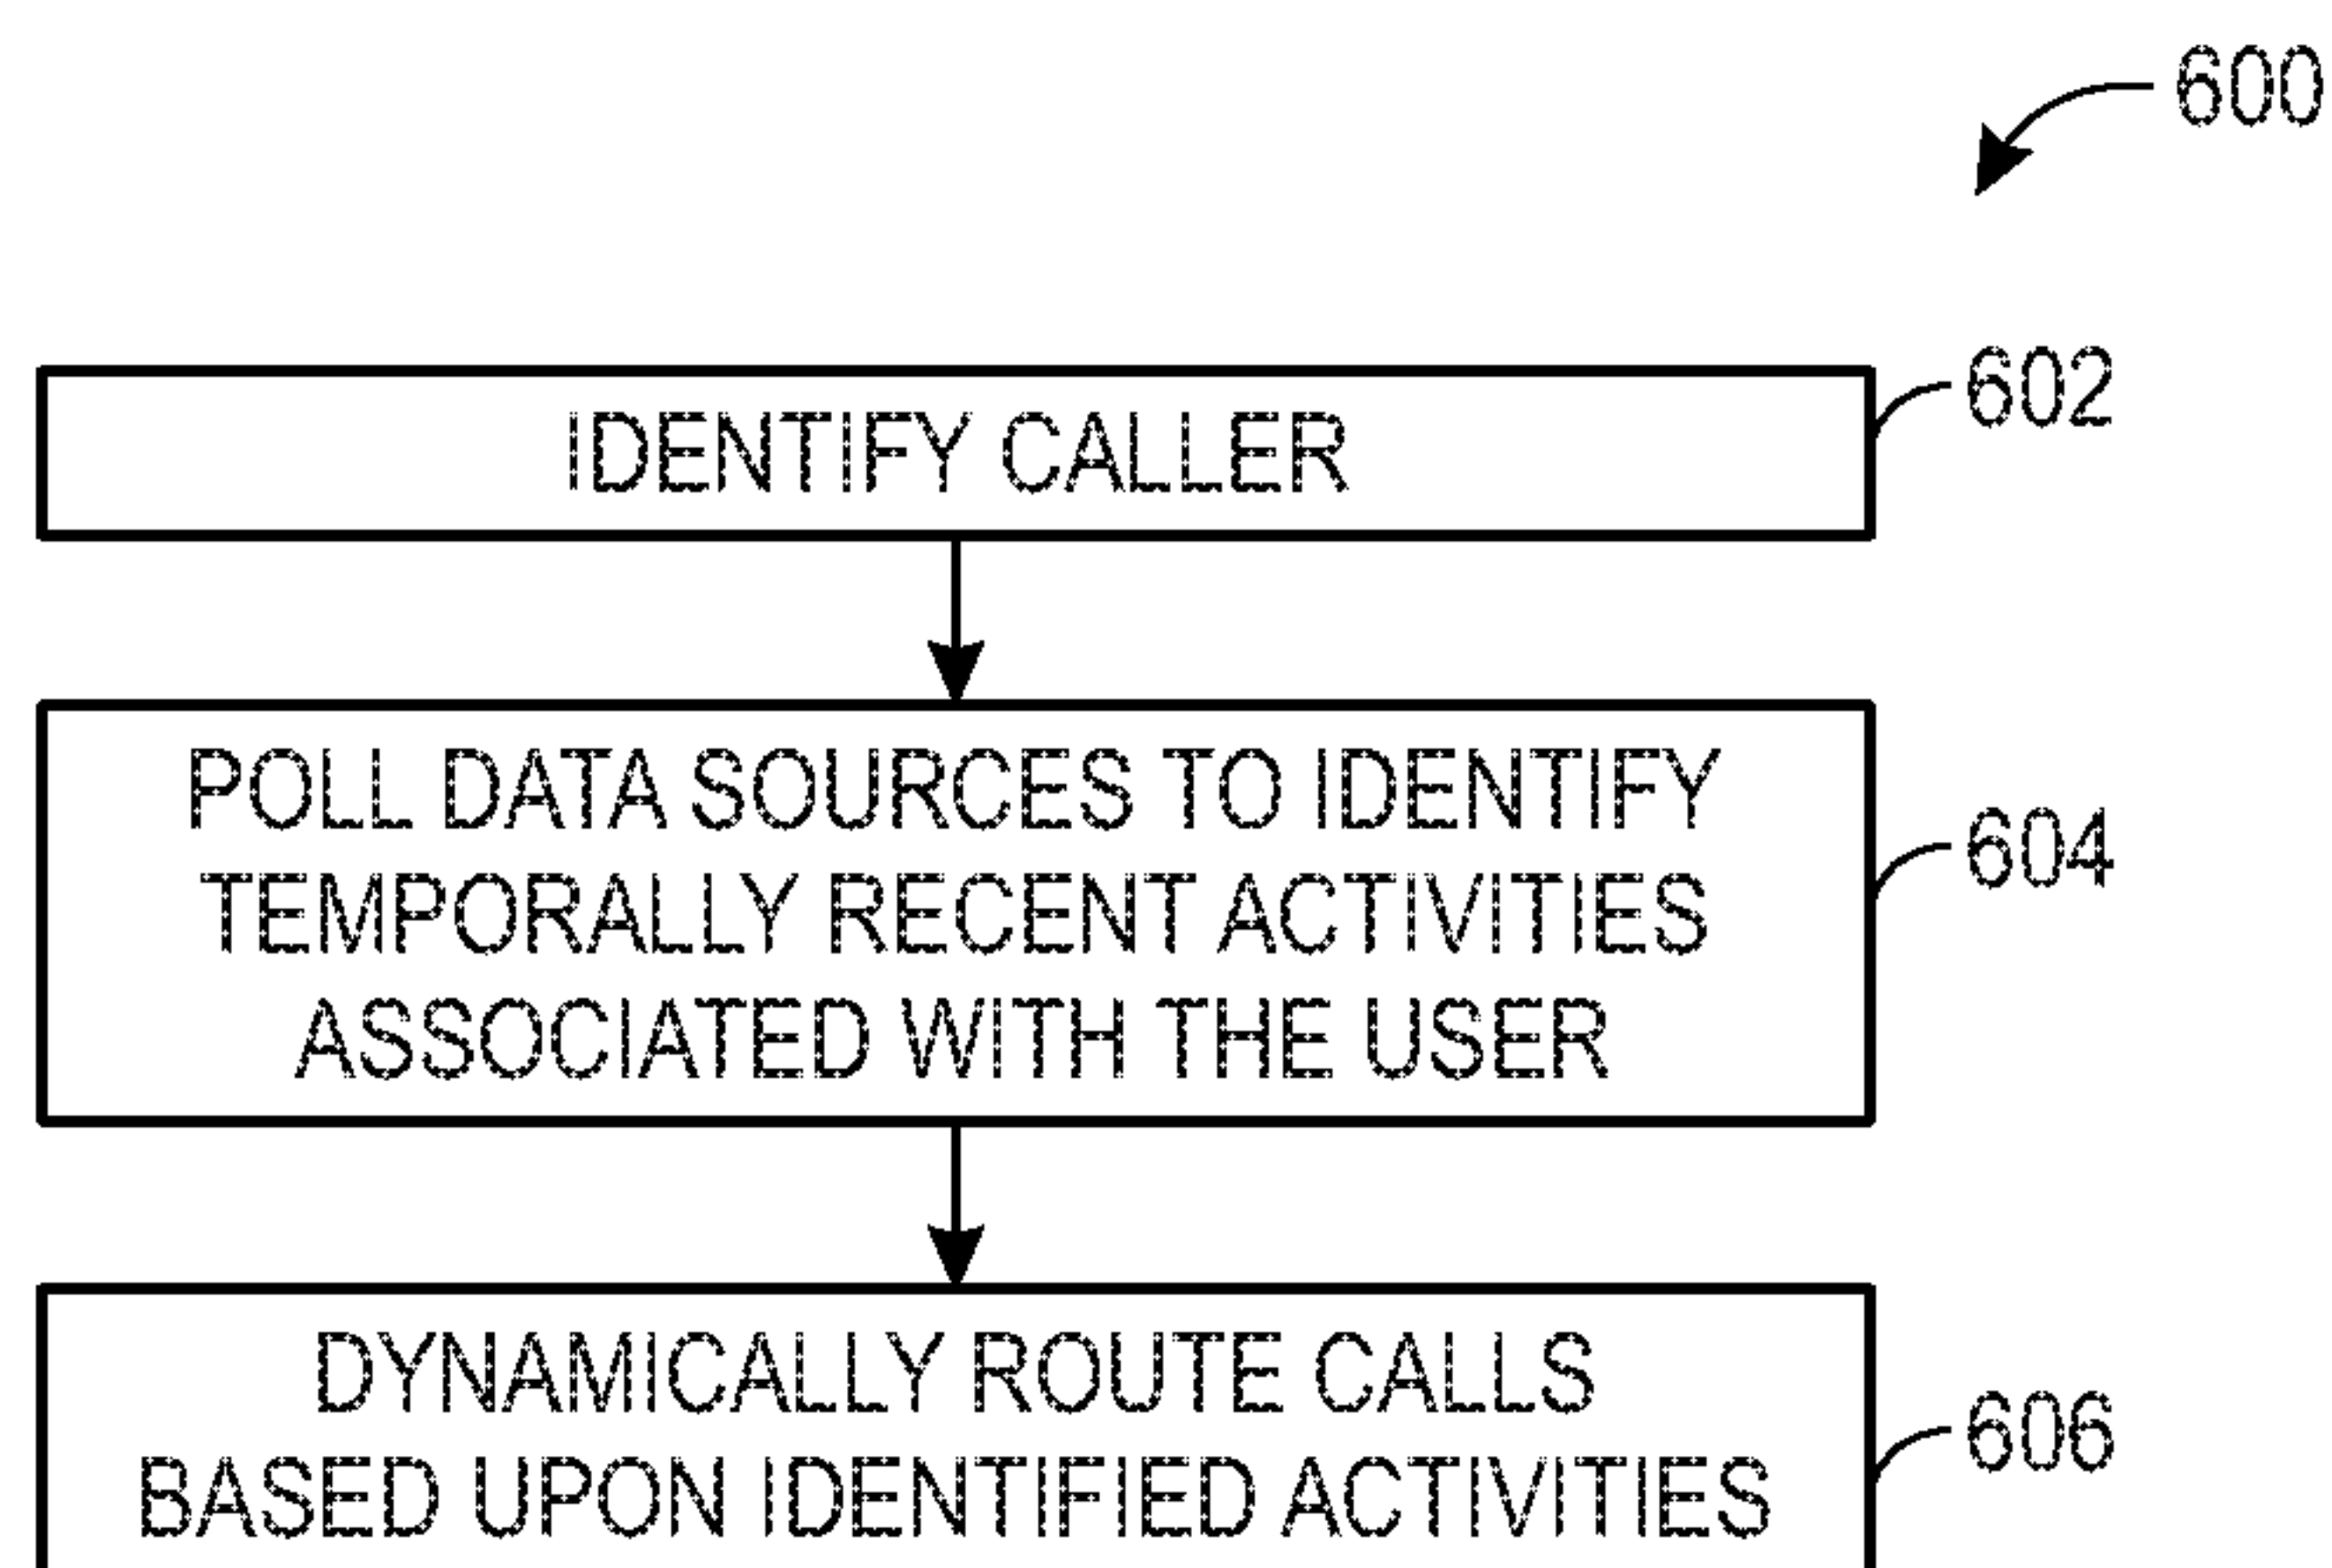 600
IDENTIFY CALLER
602
POLL DATA SOURCES TO IDENTIFY
TEMPORALLY RECENT ACTIVITIES
ASSOCIATED WITH THE USER
604
DYNAMICALLY ROUTE CALLS
BASED UPON IDENTIFIED ACTIVITIES
606